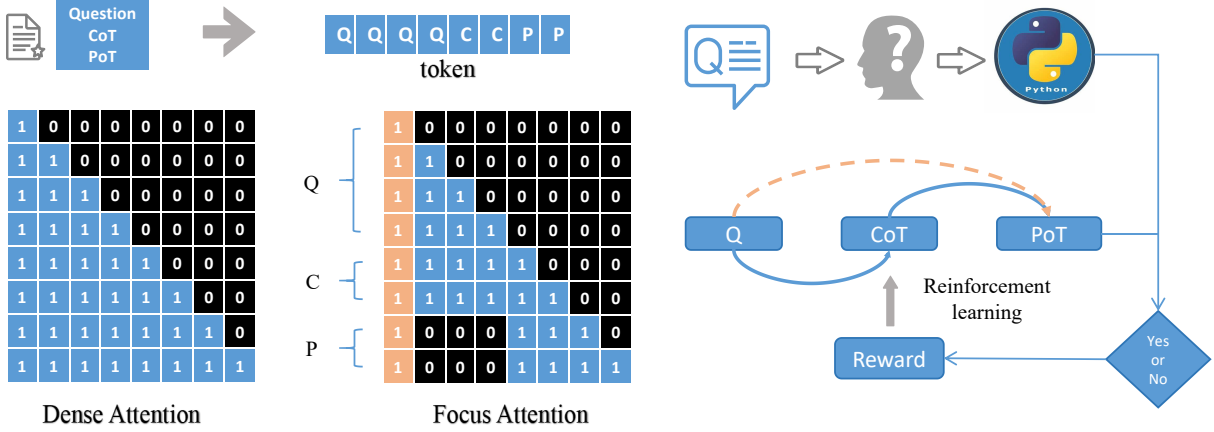 Question
CoT
PoT
Q Q Q Q C C P P
token
1 0 0 0 0 0 0 0
1 1 0 0 0 0 0 0
1 1 1 0 0 0 0 0
1 1 1 1 0 0 0 0
1 1 1 1 1 0 0 0
1 1 1 1 1 1 0 0
1 1 1 1 1 1 1 0
1 1 1 1 1 1 1 1
Dense Attention
Q
C
P
1 0 0 0 0 0 0 0
1 1 0 0 0 0 0 0
1 1 1 0 0 0 0 0
1 1 1 1 0 0 0 0
1 1 1 1 1 0 0 0
1 1 1 1 1 1 0 0
1 0 0 0 1 1 1 0
1 0 0 0 1 1 1 1
Focus Attention
Q
?
Python
Q
CoT
PoT
Reinforcement
learning
Reward
Yes
or
No